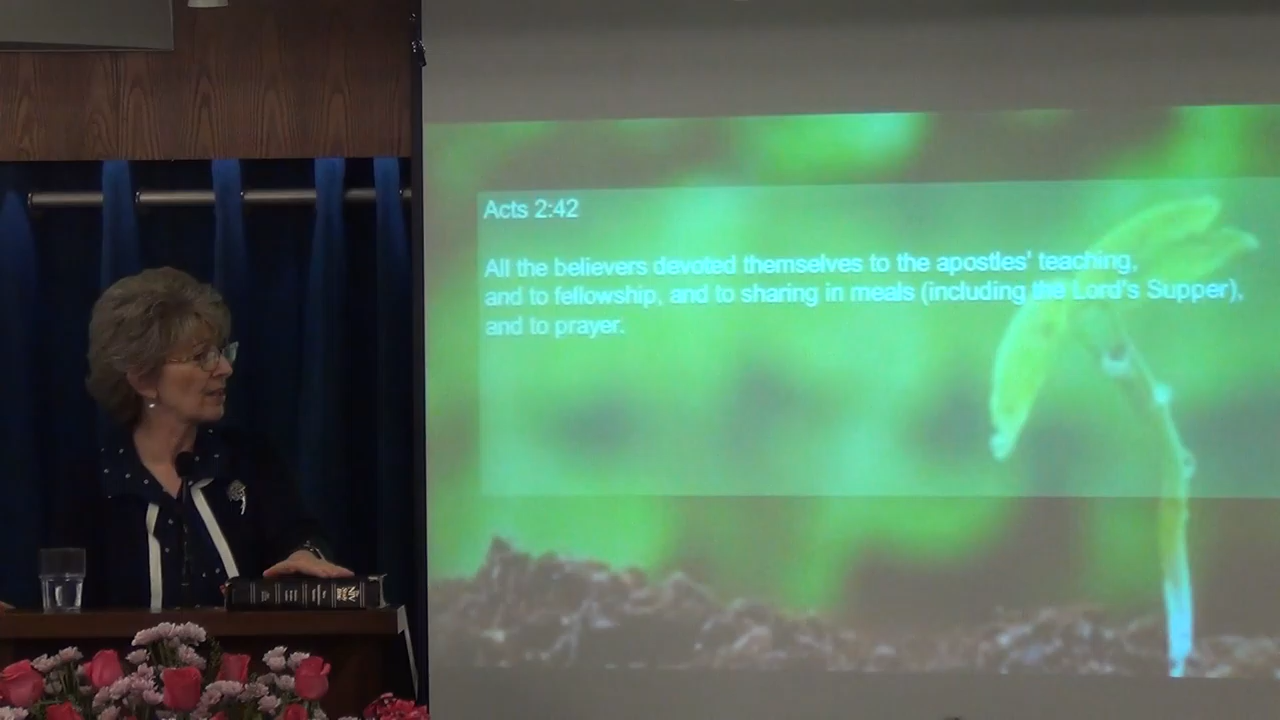 Acts 2:42
All the believers devoted themselves to the apostles' teaching,
and to fellowship, and to sharing in meals (including the Lord's Supper),
and to prayer.
NIV